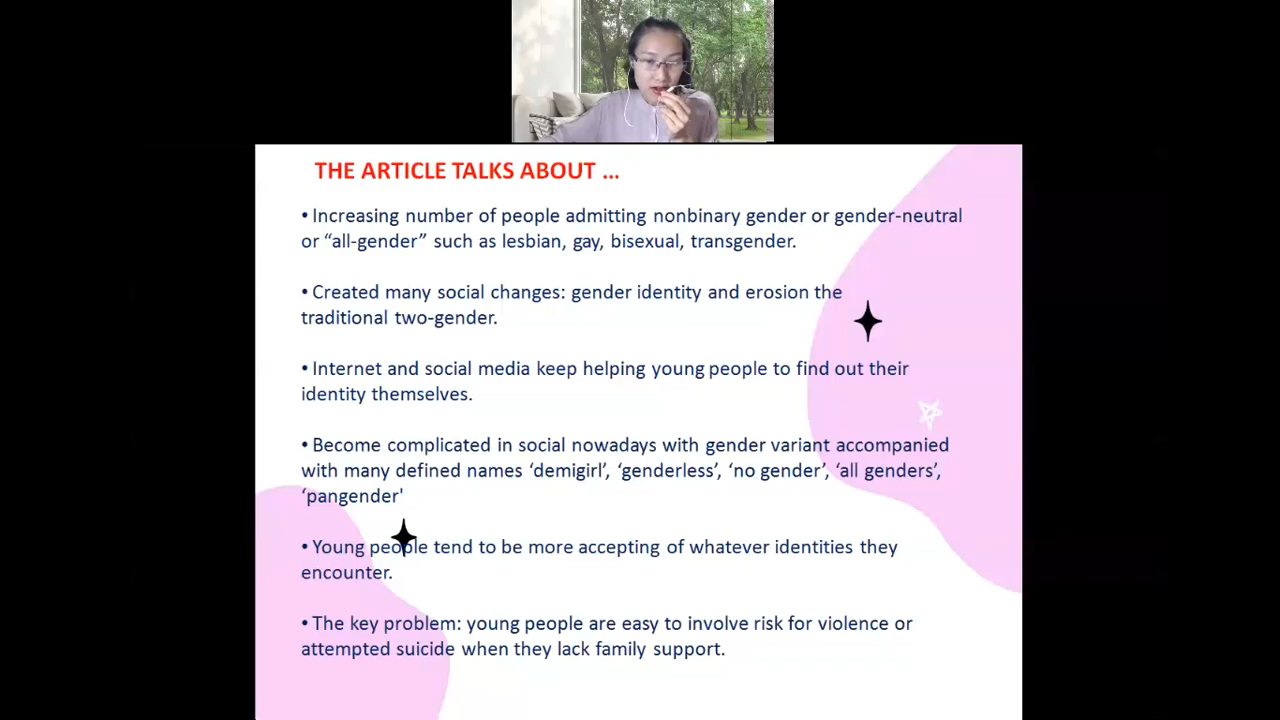 THE ARTICLE TALKS ABOUT ...
• Increasing number of people admitting nonbinary gender or gender-neutral
or “all-gender” such as lesbian, gay, bisexual, transgender.
• Created many social changes: gender identity and erosion the
traditional two-gender.
• Internet and social media keep helping young people to find out their
identity themselves.
• Become complicated in social nowadays with gender variant accompanied
with many defined names ‘demigirl’, ‘genderless’, ‘no gender’, ‘all genders’,
‘pangender'
• Young people tend to be more accepting of whatever identities they
encounter.
• The key problem: young people are easy to involve risk for violence or
attempted suicide when they lack family support.